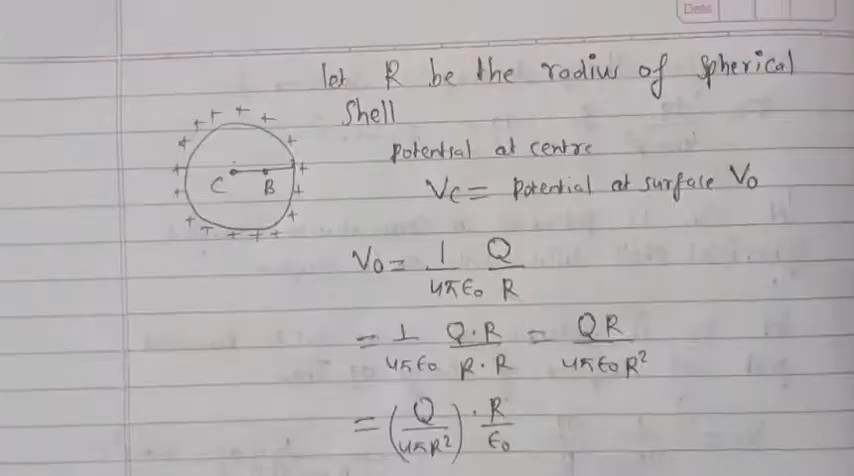 Date
let R be the radius of spherical
shell
potential at centre
Vc = potential at surface V0
C B
V0 = 1/4πε0 Q/R
= 1/4πε0 Q·R/R·R = QR/4πε0R²
= (Q/4πR²) · R/ε0